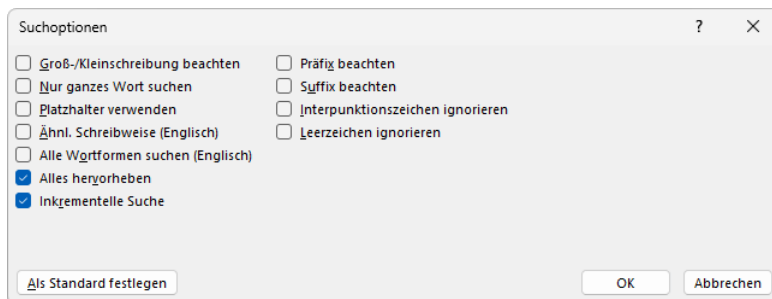 Suchoptionen
Groß-/Kleinschreibung beachten
Nur ganzes Wort suchen
Platzhalter verwenden
Ähnl. Schreibweise (Englisch)
Alle Wortformen suchen (Englisch)
Alles hervorheben
Inkrementelle Suche
Präfix beachten
Suffix beachten
Interpunktionszeichen ignorieren
Leerzeichen ignorieren
Als Standard festlegen
OK
Abbrechen